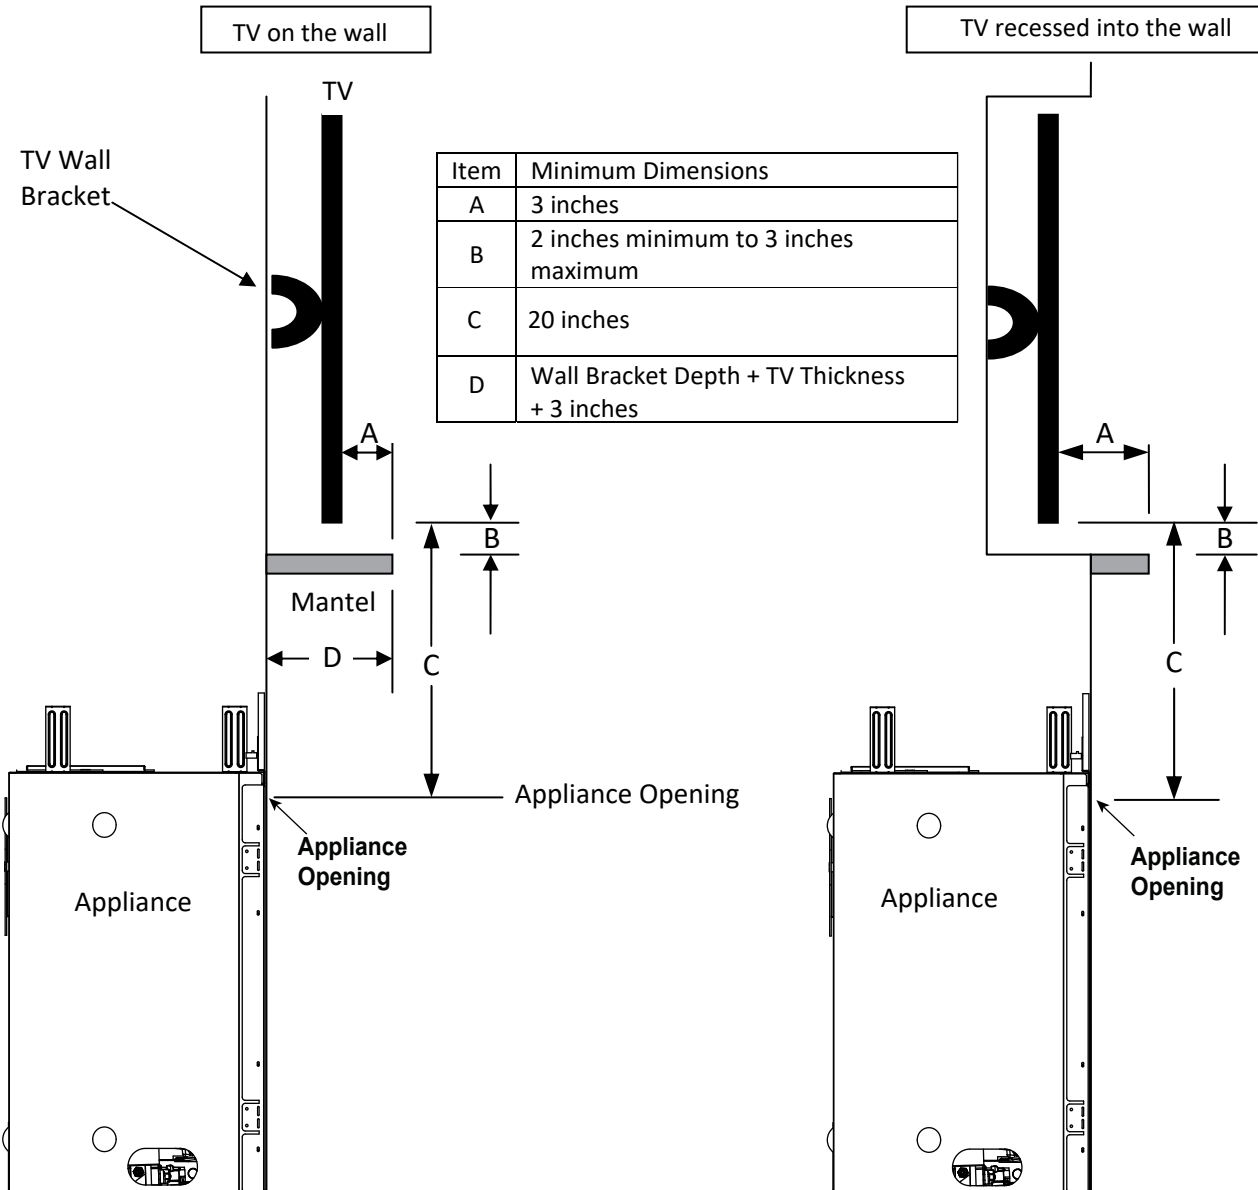 TV on the wall
TV recessed into the wall
TV
TV Wall
Bracket
Item Minimum Dimensions
A 3 inches
B 2 inches minimum to 3 inches
maximum
C 20 inches
D Wall Bracket Depth + TV Thickness
+ 3 inches
A
A
B
B
Mantel
D
C
C
Appliance Opening
Appliance
Opening
Appliance
Opening
Appliance
Appliance